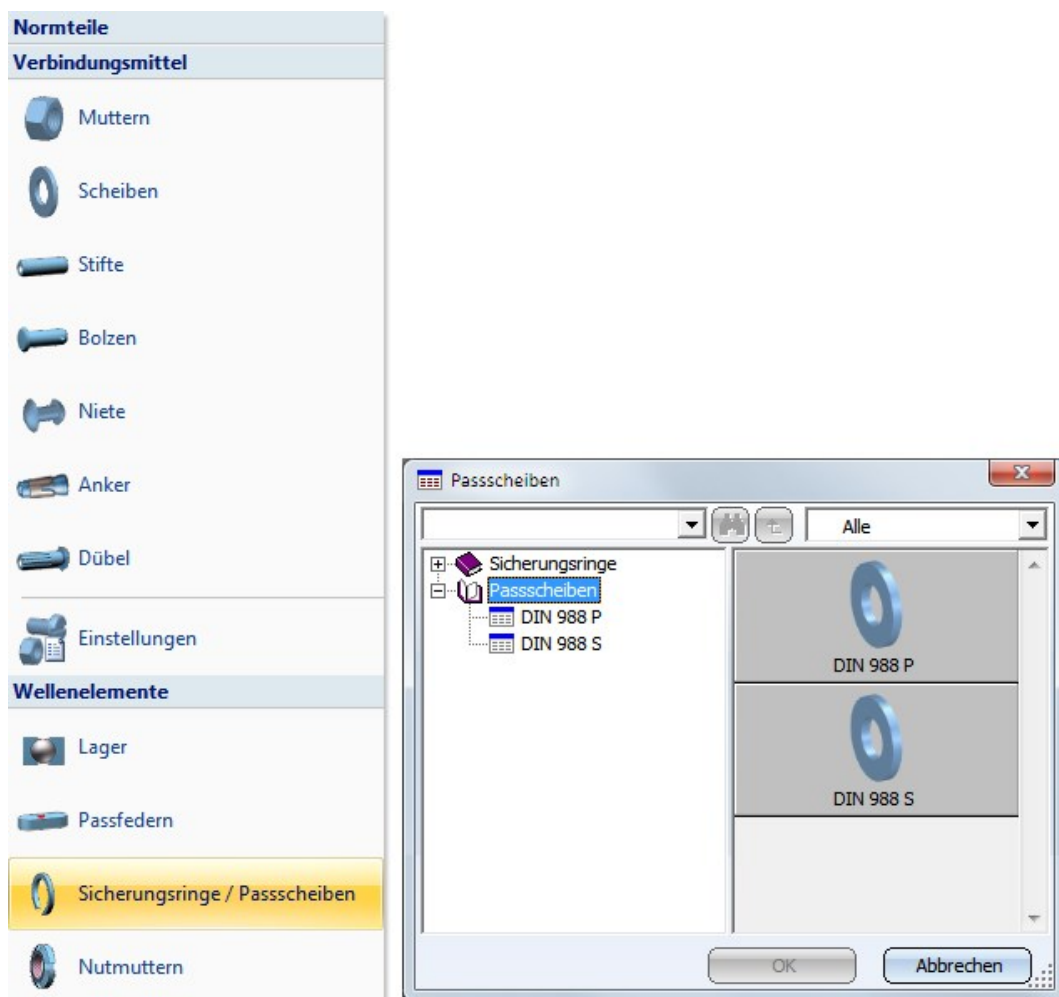 Normteile
Verbindungsmittel
Muttern
Scheiben
Stifte
Bolzen
Niete
Anker
Dübel
Einstellungen
Wellenelemente
Lager
Passfedern
Sicherungsringe / Passscheiben
Nutmuttern
Passscheiben
Alle
Sicherungsringe
Passscheiben
DIN 988 P
DIN 988 S
DIN 988 P
DIN 988 S
OK
Abbrechen